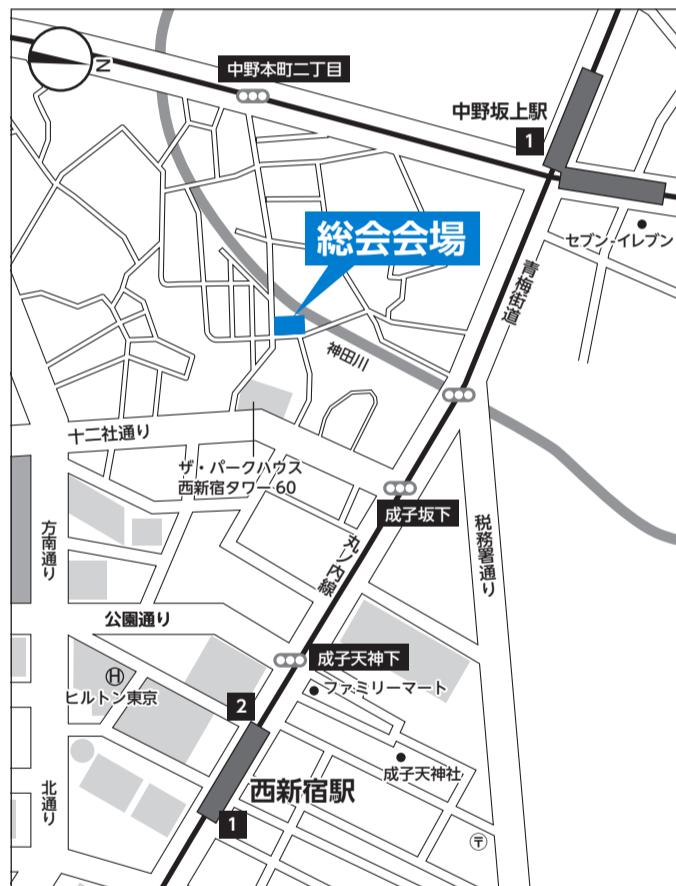 N
中野本町二丁目
中野坂上駅
1
セブン-イレブン
総会会場
青梅街道
神田川
十二社通り
ザ・パークハウス
西新宿タワー60
成子坂下
税務署通り
方南通り
丸ノ内線
公園通り
成子天神下
H
ヒルトン東京
ファミリーマート
2
成子天神社
西新宿駅
北通り
1
〒